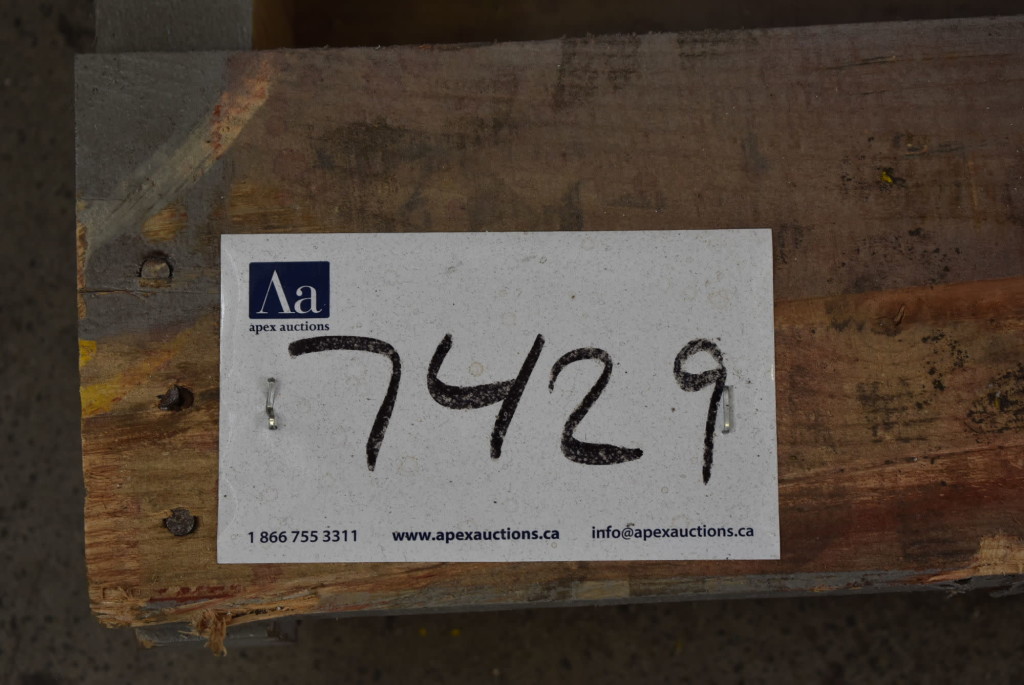 Aa
apex auctions
7429
1 866 755 3311 www.apexauctions.ca info@apexauctions.ca